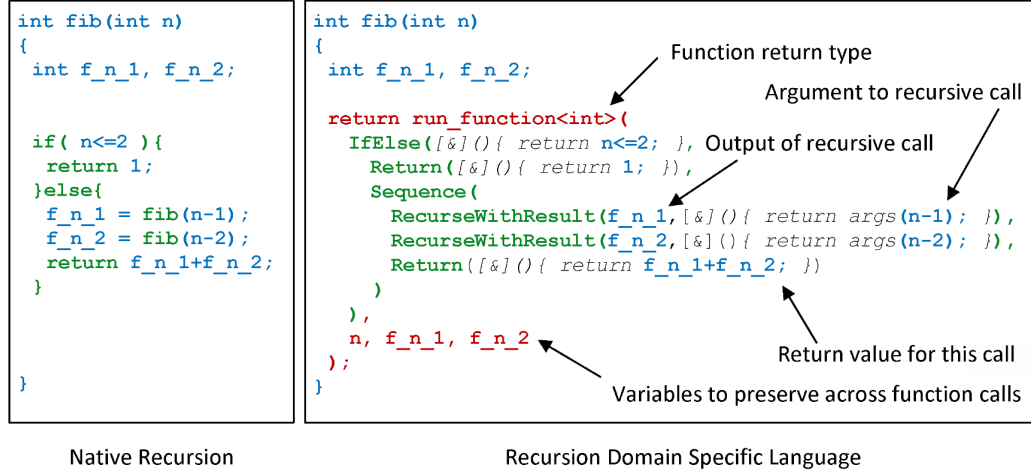 int fib(int n)
{
int f_n_1, f_n_2;
if( n<=2 ){
return 1;
}else{
f_n_1 = fib(n-1);
f_n_2 = fib(n-2);
return f_n_1+f_n_2;
}
}
Native Recursion
int fib(int n)
{
int f_n_1, f_n_2;
Function return type
return run_function<int>(
Argument to recursive call
IfElse([&](){ return n<=2; },
Output of recursive call
Return([&](){ return 1; }),
Sequence(
RecurseWithResult(f_n_1,[&](){ return args(n-1); }),
RecurseWithResult(f_n_2,[&](){ return args(n-2); }),
Return([&](){ return f_n_1+f_n_2; })
)
),
n, f_n_1, f_n_2
Return value for this call
);
}
Variables to preserve across function calls
Recursion Domain Specific Language